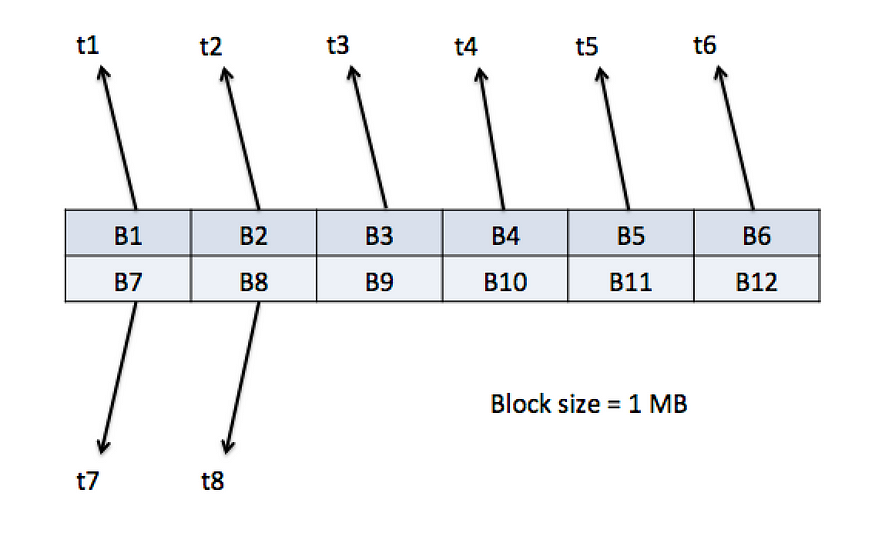 t1 t2 t3 t4 t5 t6
B1 B2 B3 B4 B5 B6
B7 B8 B9 B10 B11 B12
Block size = 1 MB
t7 t8